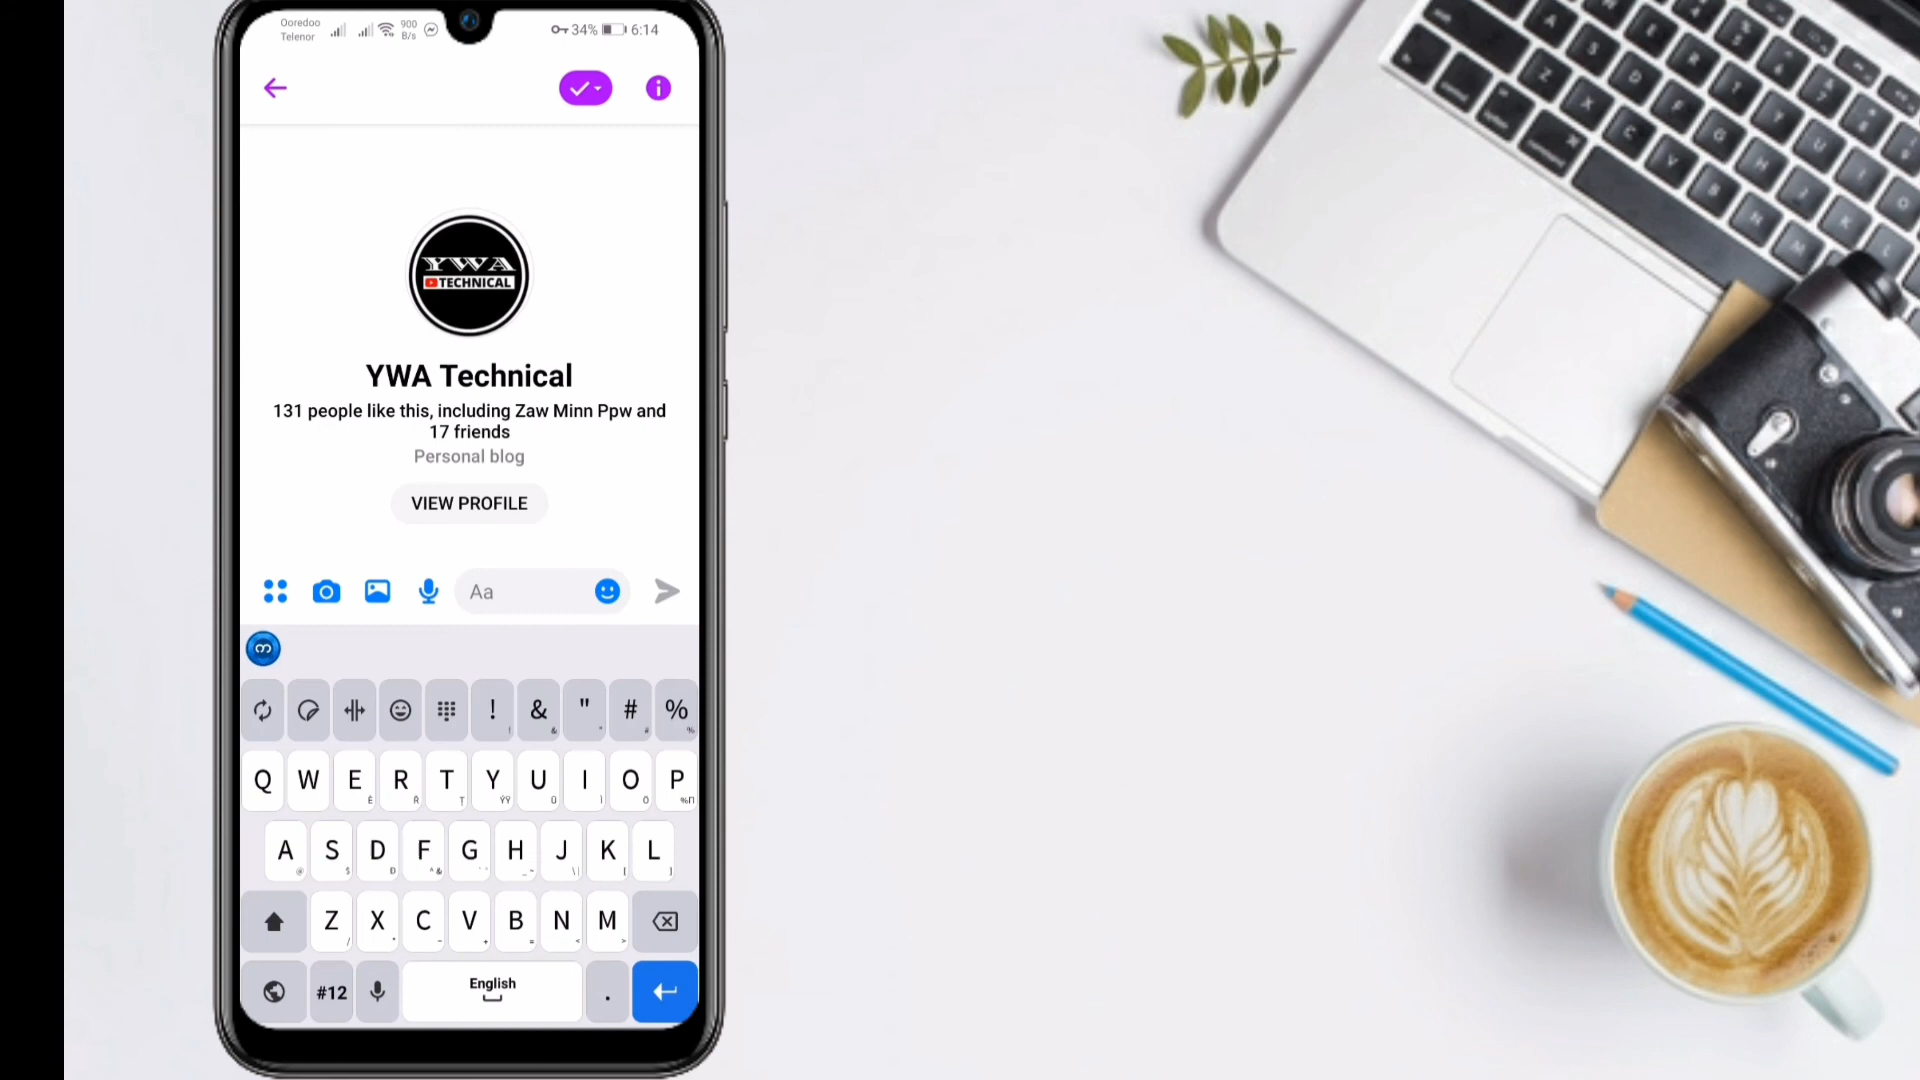 Ooredoo
Telenor
900
B/s
34%
6:14
YWA
TECHNICAL
YWA Technical
131 people like this, including Zaw Minn Ppw and
17 friends
Personal blog
VIEW PROFILE
Aa
! & " # %
Q W E R T Y U I O P
A S D F G H J K L
Z X C V B N M
#12
English
.